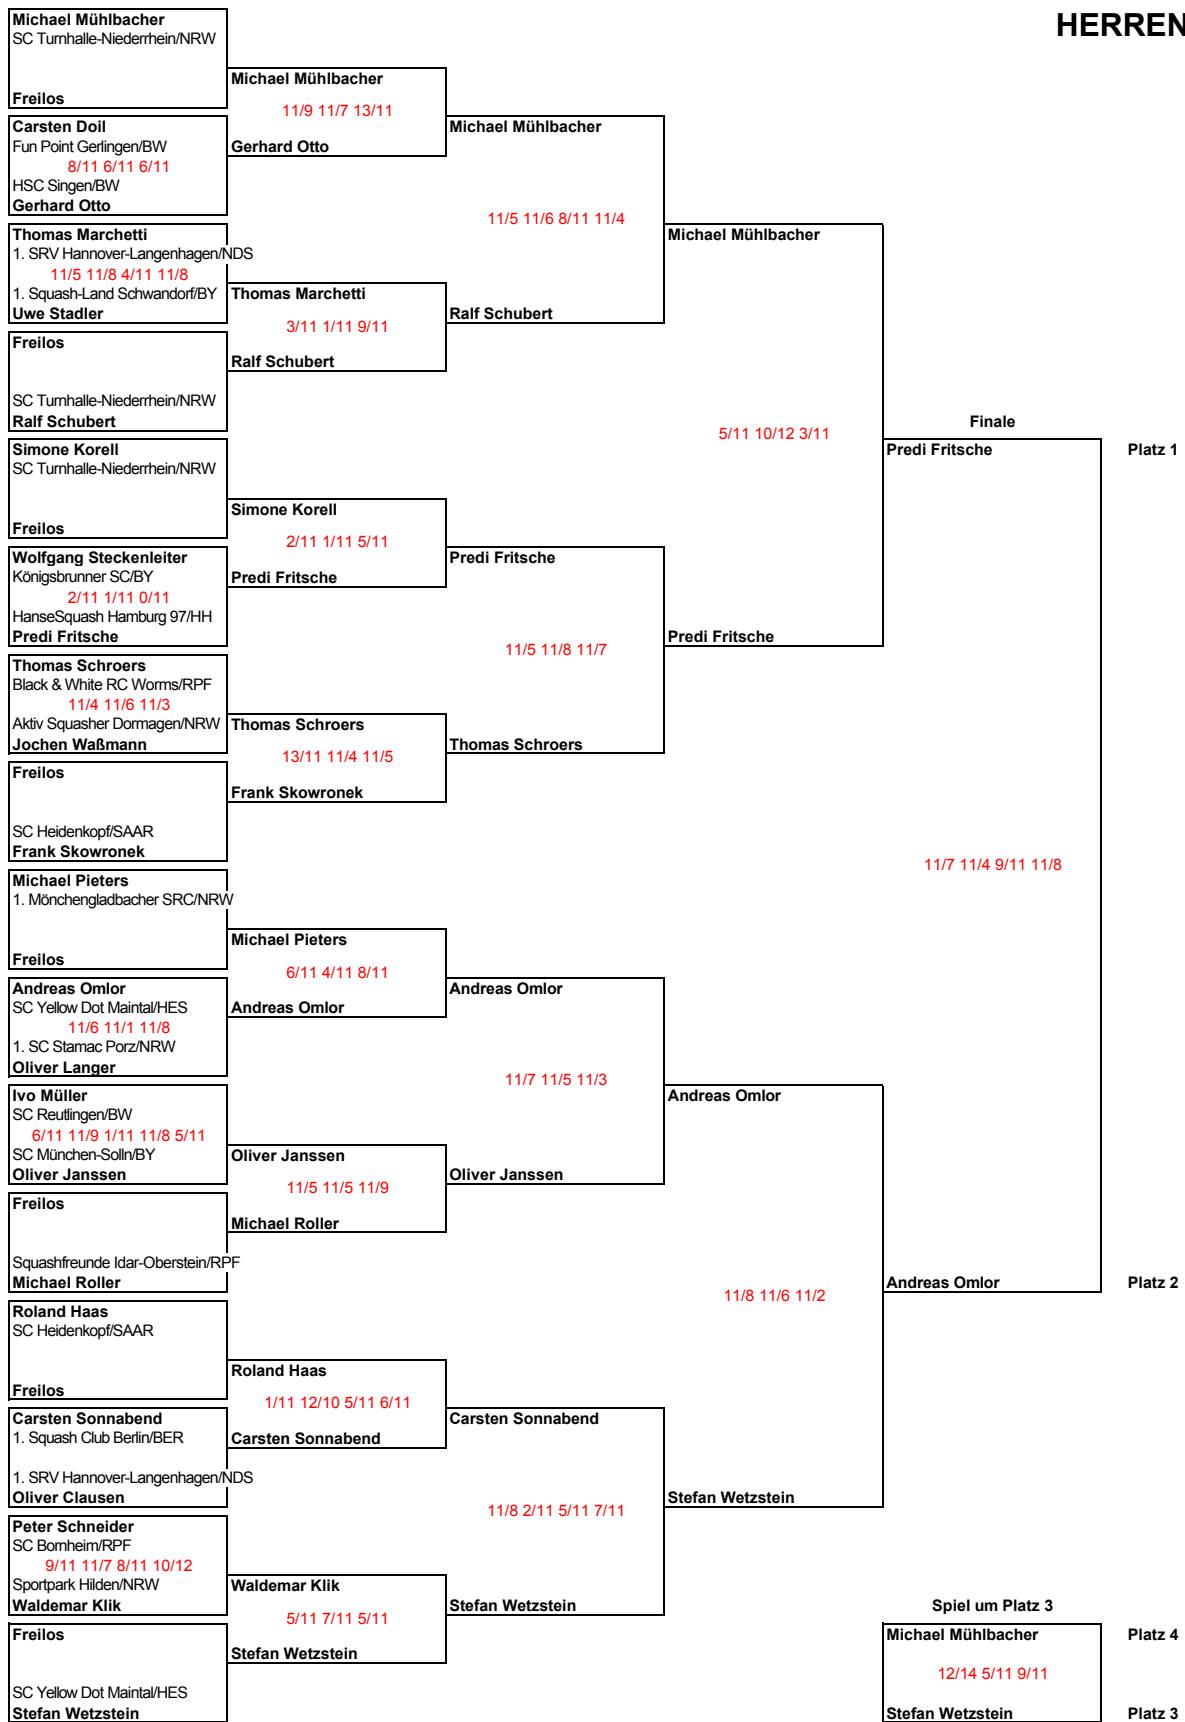 HERREN
Michael Mühlbacher
SC Turnhalle-Niederrhein/NRW
Freilos
Carsten Doil
Fun Point Gerlingen/BW
8/11 6/11 6/11
HSC Singen/BW
Gerhard Otto
Thomas Marchetti
1. SRV Hannover-Langenhagen/NDS
11/5 11/8 4/11 11/8
1. Squash-Land Schwandorf/BY
Uwe Stadler
Freilos
SC Turnhalle-Niederrhein/NRW
Ralf Schubert
Simone Korell
SC Turnhalle-Niederrhein/NRW
Freilos
Wolfgang Steckenleiter
Königsbrunner SC/BY
2/11 1/11 0/11
HanseSquash Hamburg 97/HH
Predi Fritsche
Thomas Schroers
Black & White RC Worms/RPF
11/4 11/6 11/3
Aktiv Squasher Dormagen/NRW
Jochen Waßmann
Freilos
SC Heidenkopf/SAAR
Frank Skowronek
Michael Pieters
1. Mönchengladbacher SRC/NRW
Freilos
Andreas Omlor
SC Yellow Dot Maintal/HES
11/6 11/1 11/8
1. SC Stamac Porz/NRW
Oliver Langer
Ivo Müller
SC Reutlingen/BW
6/11 11/9 1/11 11/8 5/11
SC München-Solln/BY
Oliver Janssen
Freilos
Squashfreunde Idar-Oberstein/RPF
Michael Roller
Roland Haas
SC Heidenkopf/SAAR
Freilos
Carsten Sonnabend
1. Squash Club Berlin/BER
1. SRV Hannover-Langenhagen/NDS
Oliver Clausen
Peter Schneider
SC Bornheim/RPF
9/11 11/7 8/11 10/12
Sportpark Hilden/NRW
Waldemar Klik
Freilos
SC Yellow Dot Maintal/HES
Stefan Wetzstein
Michael Mühlbacher
11/9 11/7 13/11
Gerhard Otto
Thomas Marchetti
3/11 1/11 9/11
Ralf Schubert
Simone Korell
2/11 1/11 5/11
Predi Fritsche
Thomas Schroers
13/11 11/4 11/5
Frank Skowronek
Michael Pieters
6/11 4/11 8/11
Andreas Omlor
Oliver Janssen
11/5 11/5 11/9
Michael Roller
Roland Haas
1/11 12/10 5/11 6/11
Carsten Sonnabend
Waldemar Klik
5/11 7/11 5/11
Stefan Wetzstein
Michael Mühlbacher
11/5 11/6 8/11 11/4
Ralf Schubert
Predi Fritsche
11/5 11/8 11/7
Thomas Schroers
Andreas Omlor
11/7 11/5 11/3
Oliver Janssen
Carsten Sonnabend
11/8 2/11 5/11 7/11
Stefan Wetzstein
Michael Mühlbacher
5/11 10/12 3/11
Predi Fritsche
Andreas Omlor
11/8 11/6 11/2
Stefan Wetzstein
Finale
Predi Fritsche Platz 1
11/7 11/4 9/11 11/8
Andreas Omlor Platz 2
Spiel um Platz 3
Michael Mühlbacher Platz 4
12/14 5/11 9/11
Stefan Wetzstein Platz 3